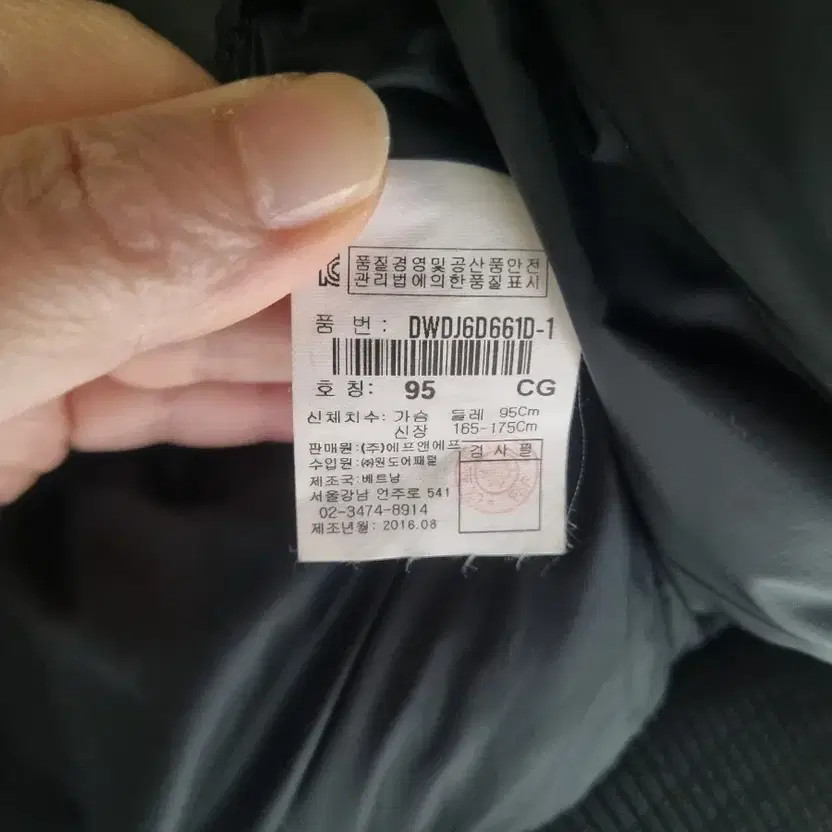 품질경영및공산품안전
관리법에의한품질표시
품 번 : DWDJ6D661D-1
호 칭: 95 CG
신체치수: 가슴 둘레 95Cm
신장 165-175Cm
판매원:(주)에프앤에프
검 사 필
수입원:㈜원도어패럴
제조국:베트남
서울강남 언주로 541
02-3474-8914
제조년월: 2016.08